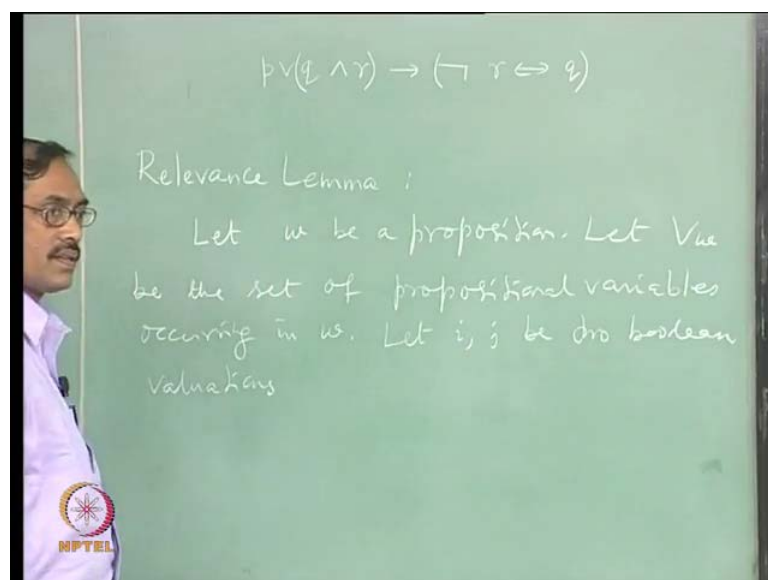 p∨(q ∧ r) → (¬ r ↔ q)
Relevance Lemma :
Let w be a proposition. Let Vw
be the set of propositional variables
occurring in w. Let i, j be two boolean
valuations
NPTEL